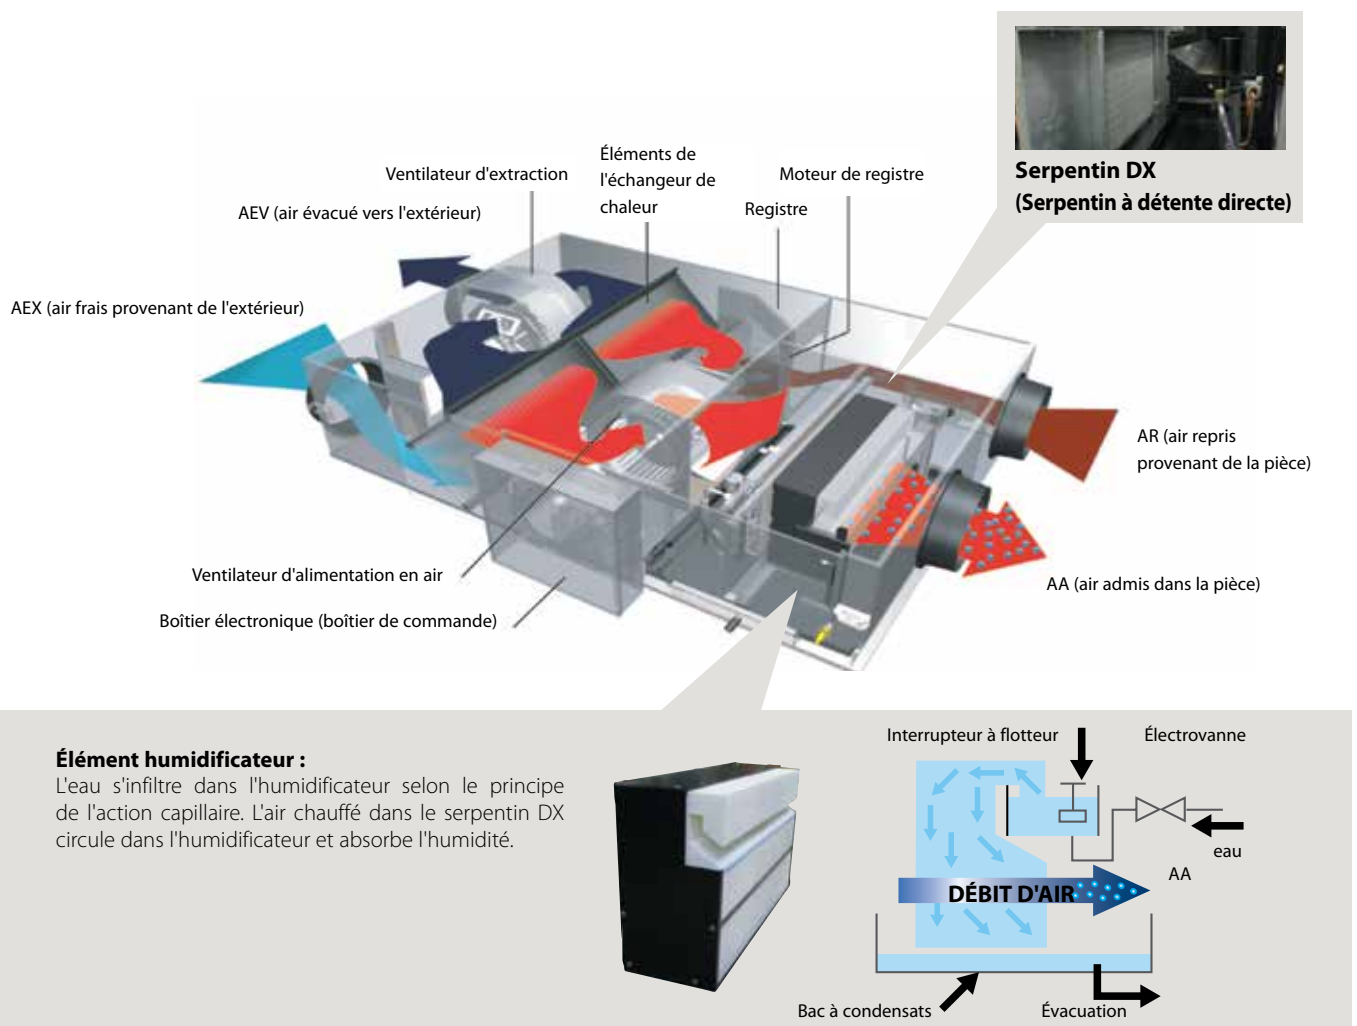 Serpentin DX
(Serpentin à détente directe)
Éléments de
l'échangeur de
chaleur
Ventilateur d'extraction
Moteur de registre
AEV (air évacué vers l'extérieur)
Registre
AEX (air frais provenant de l'extérieur)
AR (air repris
provenant de la pièce)
Ventilateur d'alimentation en air
AA (air admis dans la pièce)
Boîtier électronique (boîtier de commande)
Élément humidificateur :
L'eau s'infiltre dans l'humidificateur selon le principe
de l'action capillaire. L'air chauffé dans le serpentin DX
circule dans l'humidificateur et absorbe l'humidité.
Interrupteur à flotteur
Électrovanne
eau
AA
DÉBIT D'AIR
Bac à condensats
Évacuation